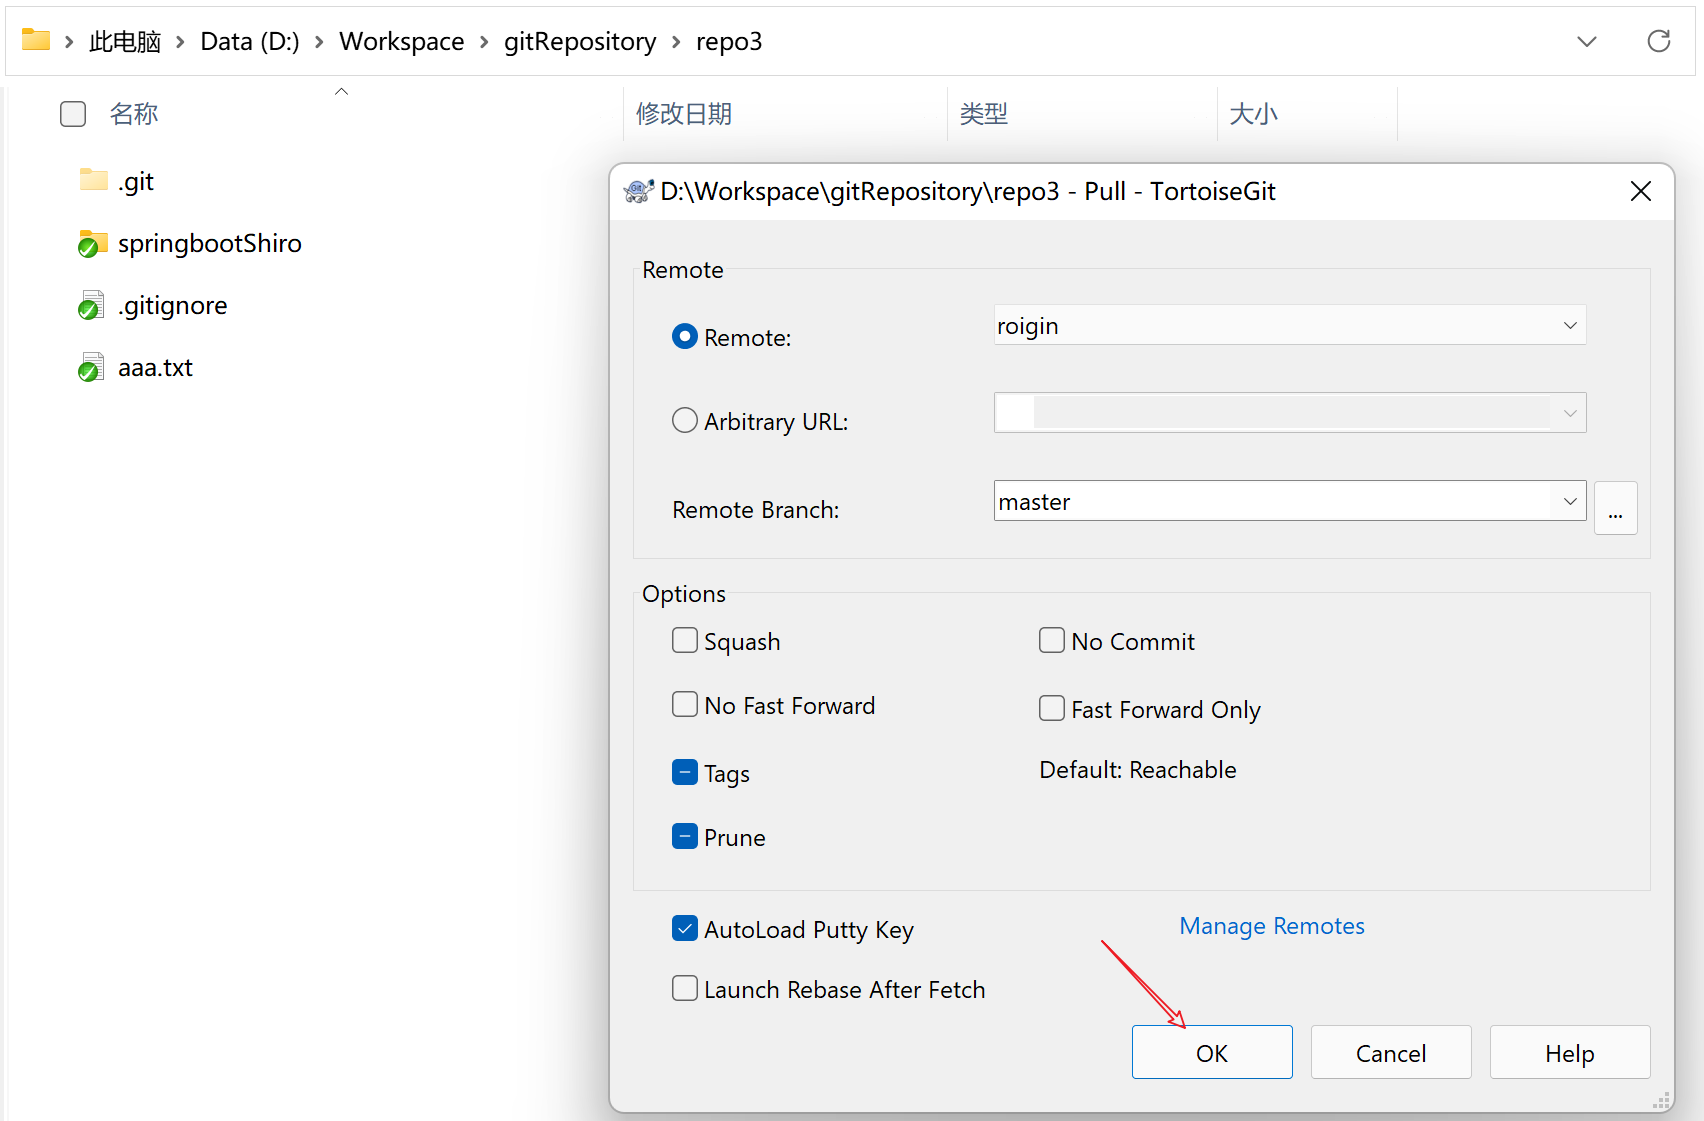 此电脑 Data (D:) Workspace gitRepository repo3
名称 修改日期 类型 大小
.git
springbootShiro
.gitignore
aaa.txt
D:\Workspace\gitRepository\repo3 - Pull - TortoiseGit
Remote
Remote: roigin
Arbitrary URL:
Remote Branch: master ...
Options
Squash No Commit
No Fast Forward Fast Forward Only
Tags Default: Reachable
Prune
AutoLoad Putty Key Manage Remotes
Launch Rebase After Fetch
OK Cancel Help